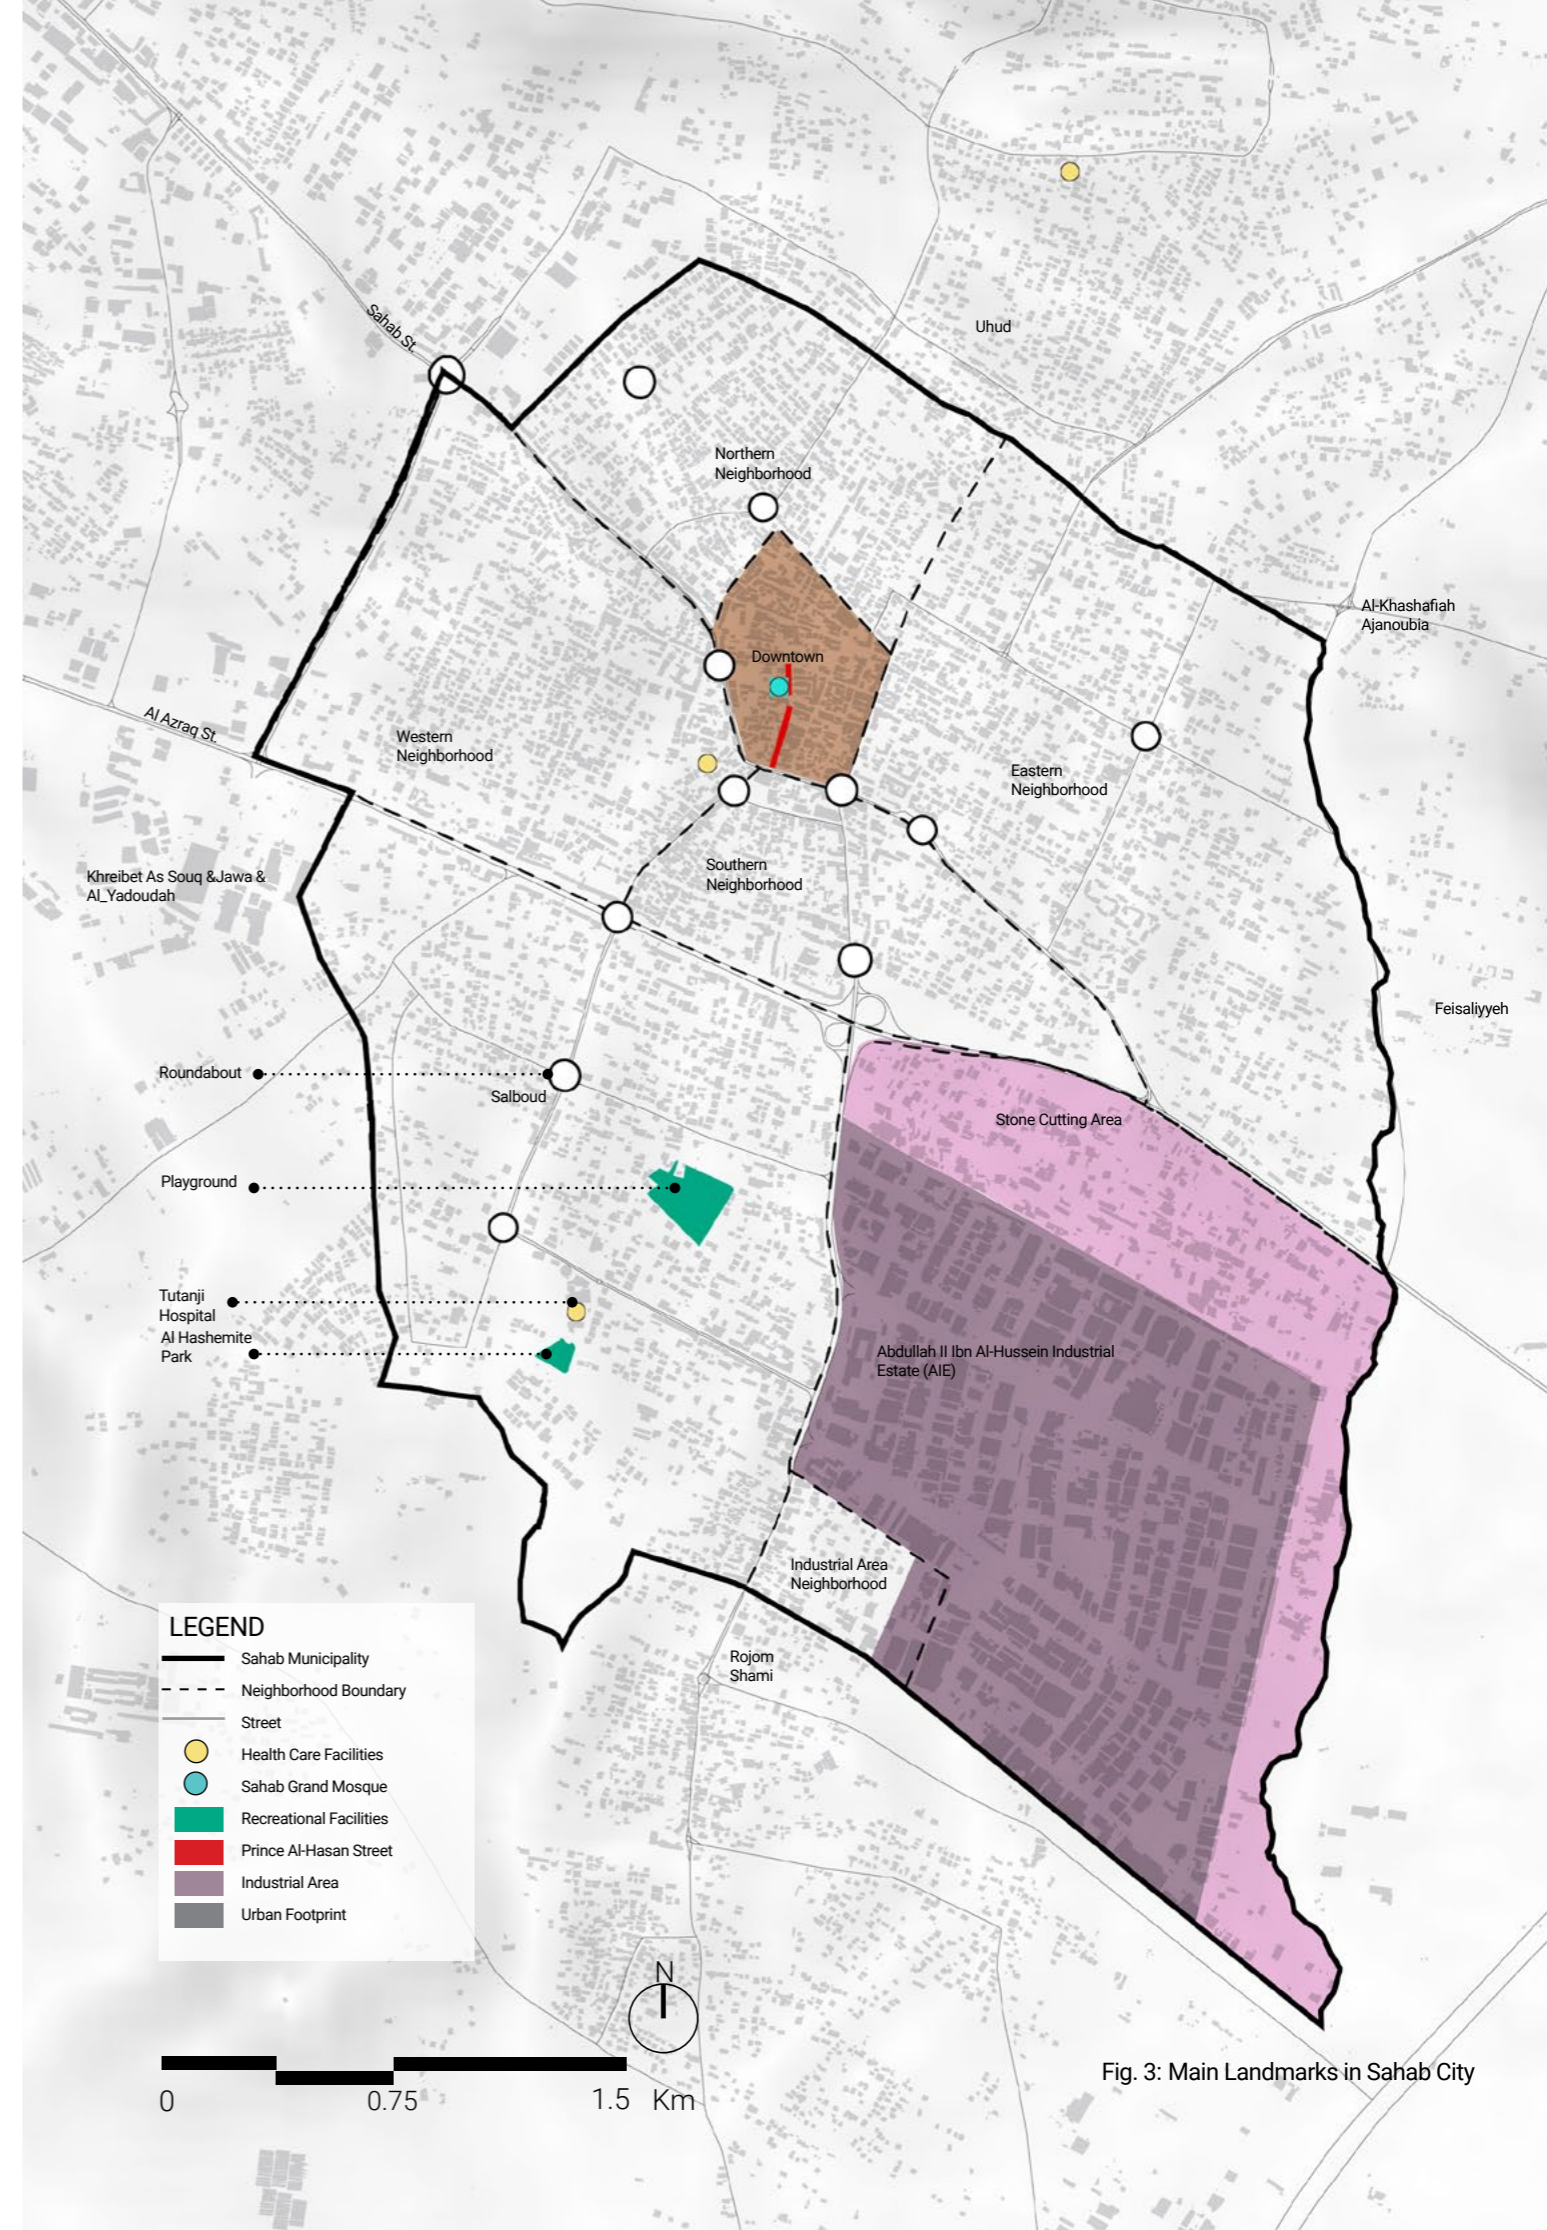 Sahab St.
Uhud
Northern
Neighborhood
Al-Khashafiah
Ajanoubia
Downtown
Al Azraq St.
Western
Neighborhood
Eastern
Neighborhood
Southern
Neighborhood
Khreibet As Souq &Jawa &
Al_Yadoudah
Feisaliyyeh
Roundabout
Salboud
Stone Cutting Area
Playground
Tutanji
Hospital
Al Hashemite
Park
Abdullah II Ibn Al-Hussein Industrial
Estate (AIE)
Industrial Area
Neighborhood
Rojom
Shami
LEGEND
Sahab Municipality
Neighborhood Boundary
Street
Health Care Facilities
Sahab Grand Mosque
Recreational Facilities
Prince Al-Hasan Street
Industrial Area
Urban Footprint
N
0 0.75 1.5 Km
Fig. 3: Main Landmarks in Sahab City